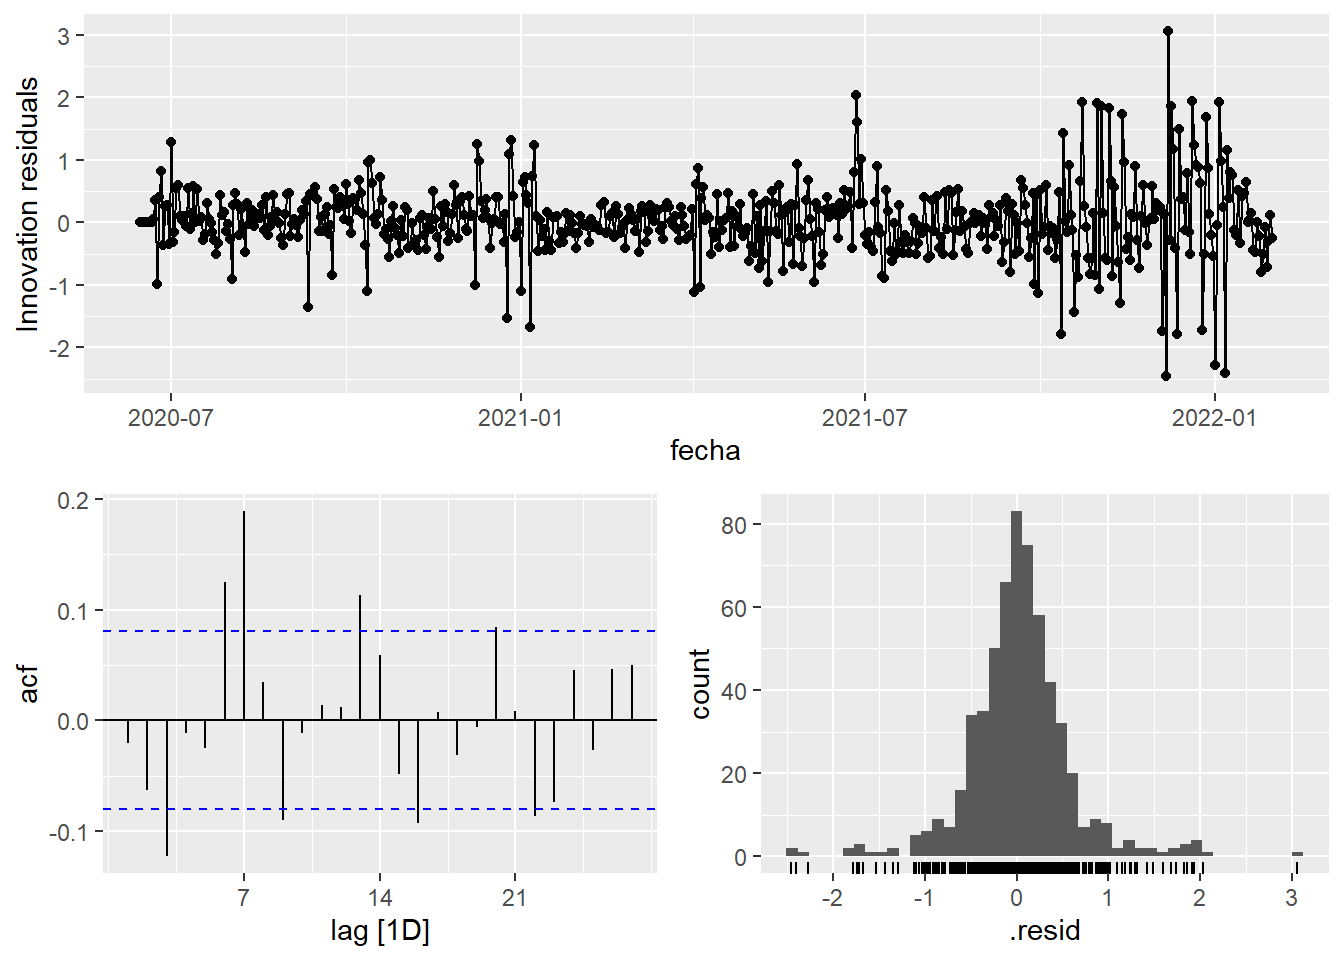 Innovation residuals
3
2
1
0
-1
-2
2020-07 2021-01 2021-07 2022-01
fecha
acf
0.2
0.1
0.0
-0.1
7 14 21
lag [1D]
count
80
60
40
20
0
-2 -1 0 1 2 3
.resid